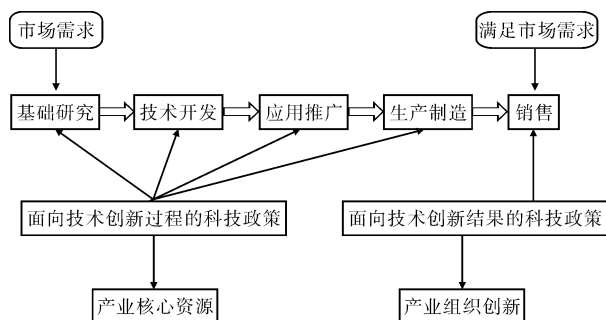 市场需求
满足市场需求
基础研究
技术开发
应用推广
生产制造
销售
面向技术创新过程的科技政策
面向技术创新结果的科技政策
产业核心资源
产业组织创新